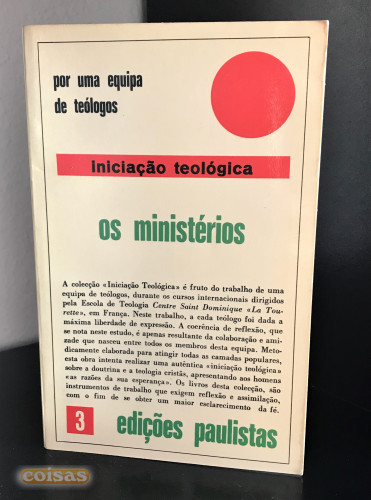 por uma equipa
de teólogos
iniciação teológica
os ministérios
A colecção «Iniciação Teológica» é fruto do trabalho de uma
equipa de teólogos, durante os cursos internacionais dirigidos
pela Escola de Teologia Centre Saint Dominique «La Tou-
rette», em França. Neste trabalho, a cada teólogo foi dada a
máxima liberdade de expressão. A coerência de reflexão, que
se nota neste estudo, é apenas resultante da colaboração e ami-
zade que nasceu entre todos os membros desta equipa. Meto-
dicamente elaborada para atingir todas as camadas populares,
esta obra intenta realizar uma autêntica «iniciação teológica»
sobre a doutrina e a teologia cristãs, apresentando aos homens
«as razões da sua esperança». Os livros desta colecção, são
instrumentos de trabalho que exigem reflexão e assimilação,
com o fim de se obter um maior esclarecimento da fé.
3 edições paulistas
coisas